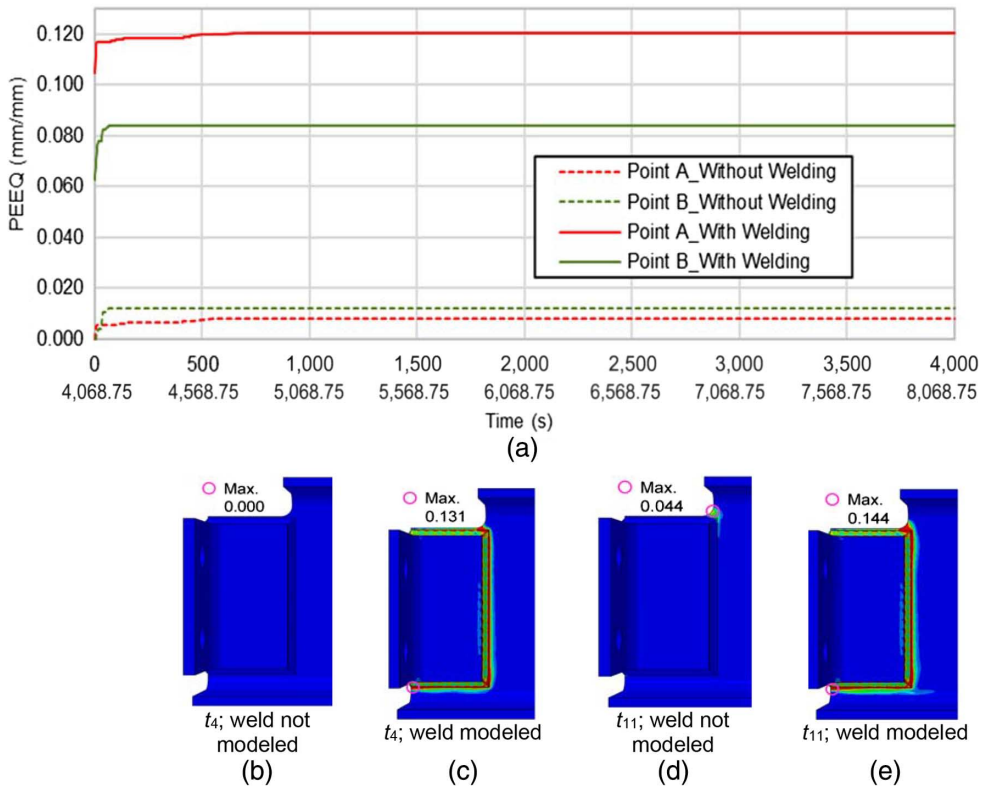 0.120
0.100
0.080
0.060
0.040
0.020
0.000
PEEQ (mm/mm)
Point A_Without Welding
Point B_Without Welding
Point A_With Welding
Point B_With Welding
0 500 1,000 1,500 2,000 2,500 3,000 3,500 4,000
4,068.75 4,568.75 5,068.75 5,568.75 6,068.75 6,568.75 7,068.75 7,568.75 8,068.75
Time (s)
(a)
Max.
0.000
t4; weld not
modeled
(b)
Max.
0.131
t4; weld modeled
(c)
Max.
0.044
t11; weld not
modeled
(d)
Max.
0.144
t11; weld modeled
(e)